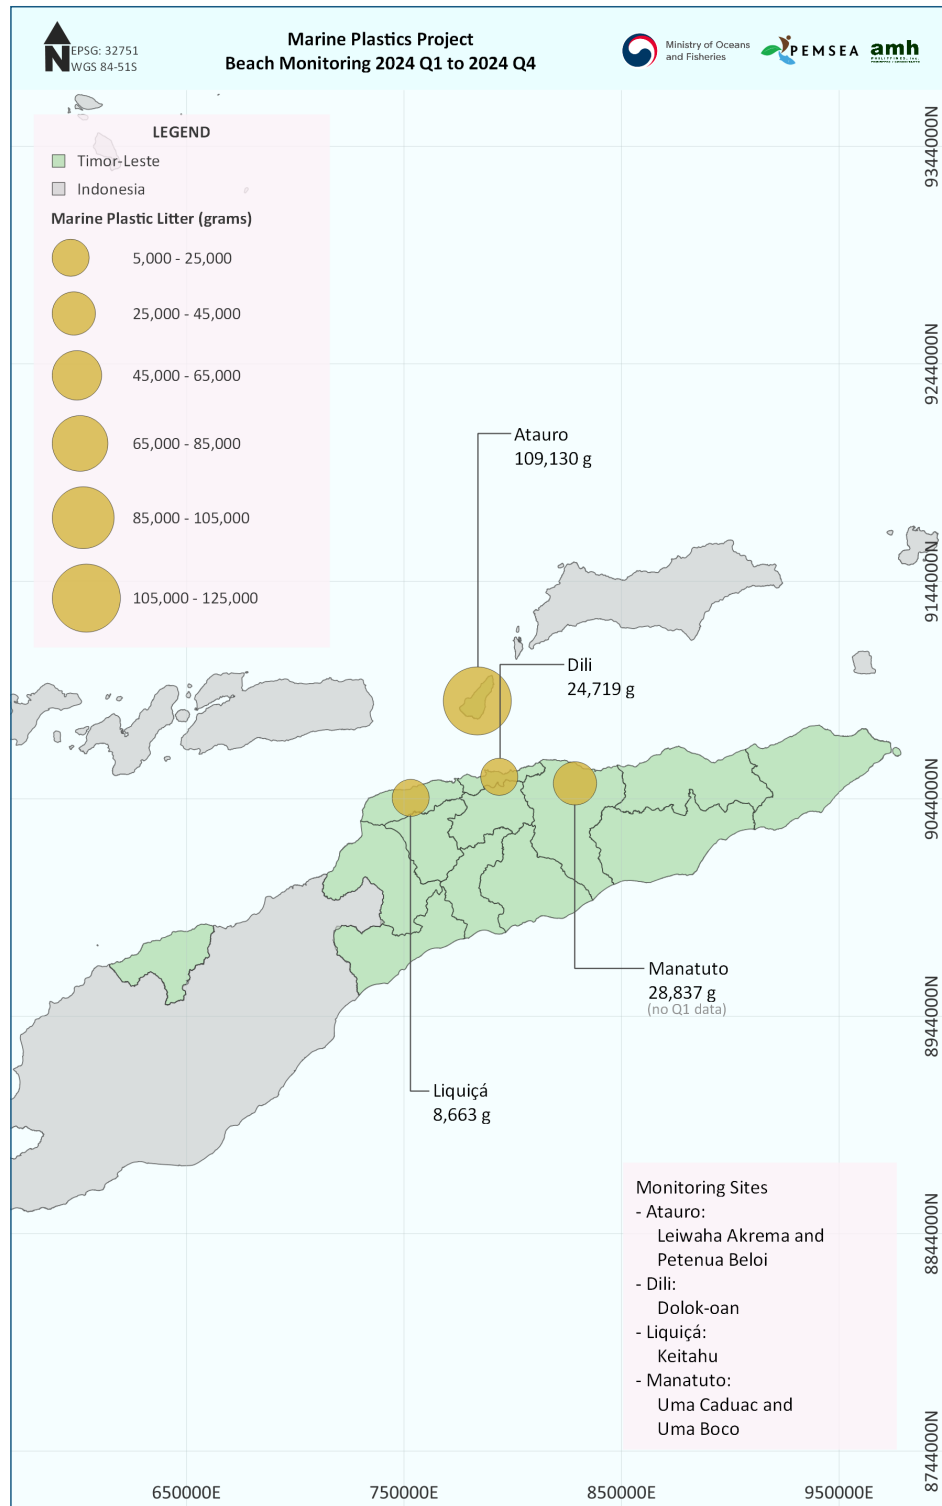 N
EPSG: 32751
WGS 84-51S
Marine Plastics Project
Beach Monitoring 2024 Q1 to 2024 Q4
Ministry of Oceans
and Fisheries
PEMSEA
amh
LEGEND
Timor-Leste
Indonesia
Marine Plastic Litter (grams)
5,000 - 25,000
25,000 - 45,000
45,000 - 65,000
65,000 - 85,000
85,000 - 105,000
105,000 - 125,000
Atauro
109,130 g
Dili
24,719 g
Manatuto
28,837 g
(no Q1 data)
Liquiçá
8,663 g
Monitoring Sites
- Atauro:
Leiwaha Akrema and
Petenua Beloi
- Dili:
Dolok-oan
- Liquiçá:
Keitahu
- Manatuto:
Uma Caduac and
Uma Boco
9344000N
9244000N
9144000N
9044000N
8944000N
8844000N
8744000N
650000E
750000E
850000E
950000E